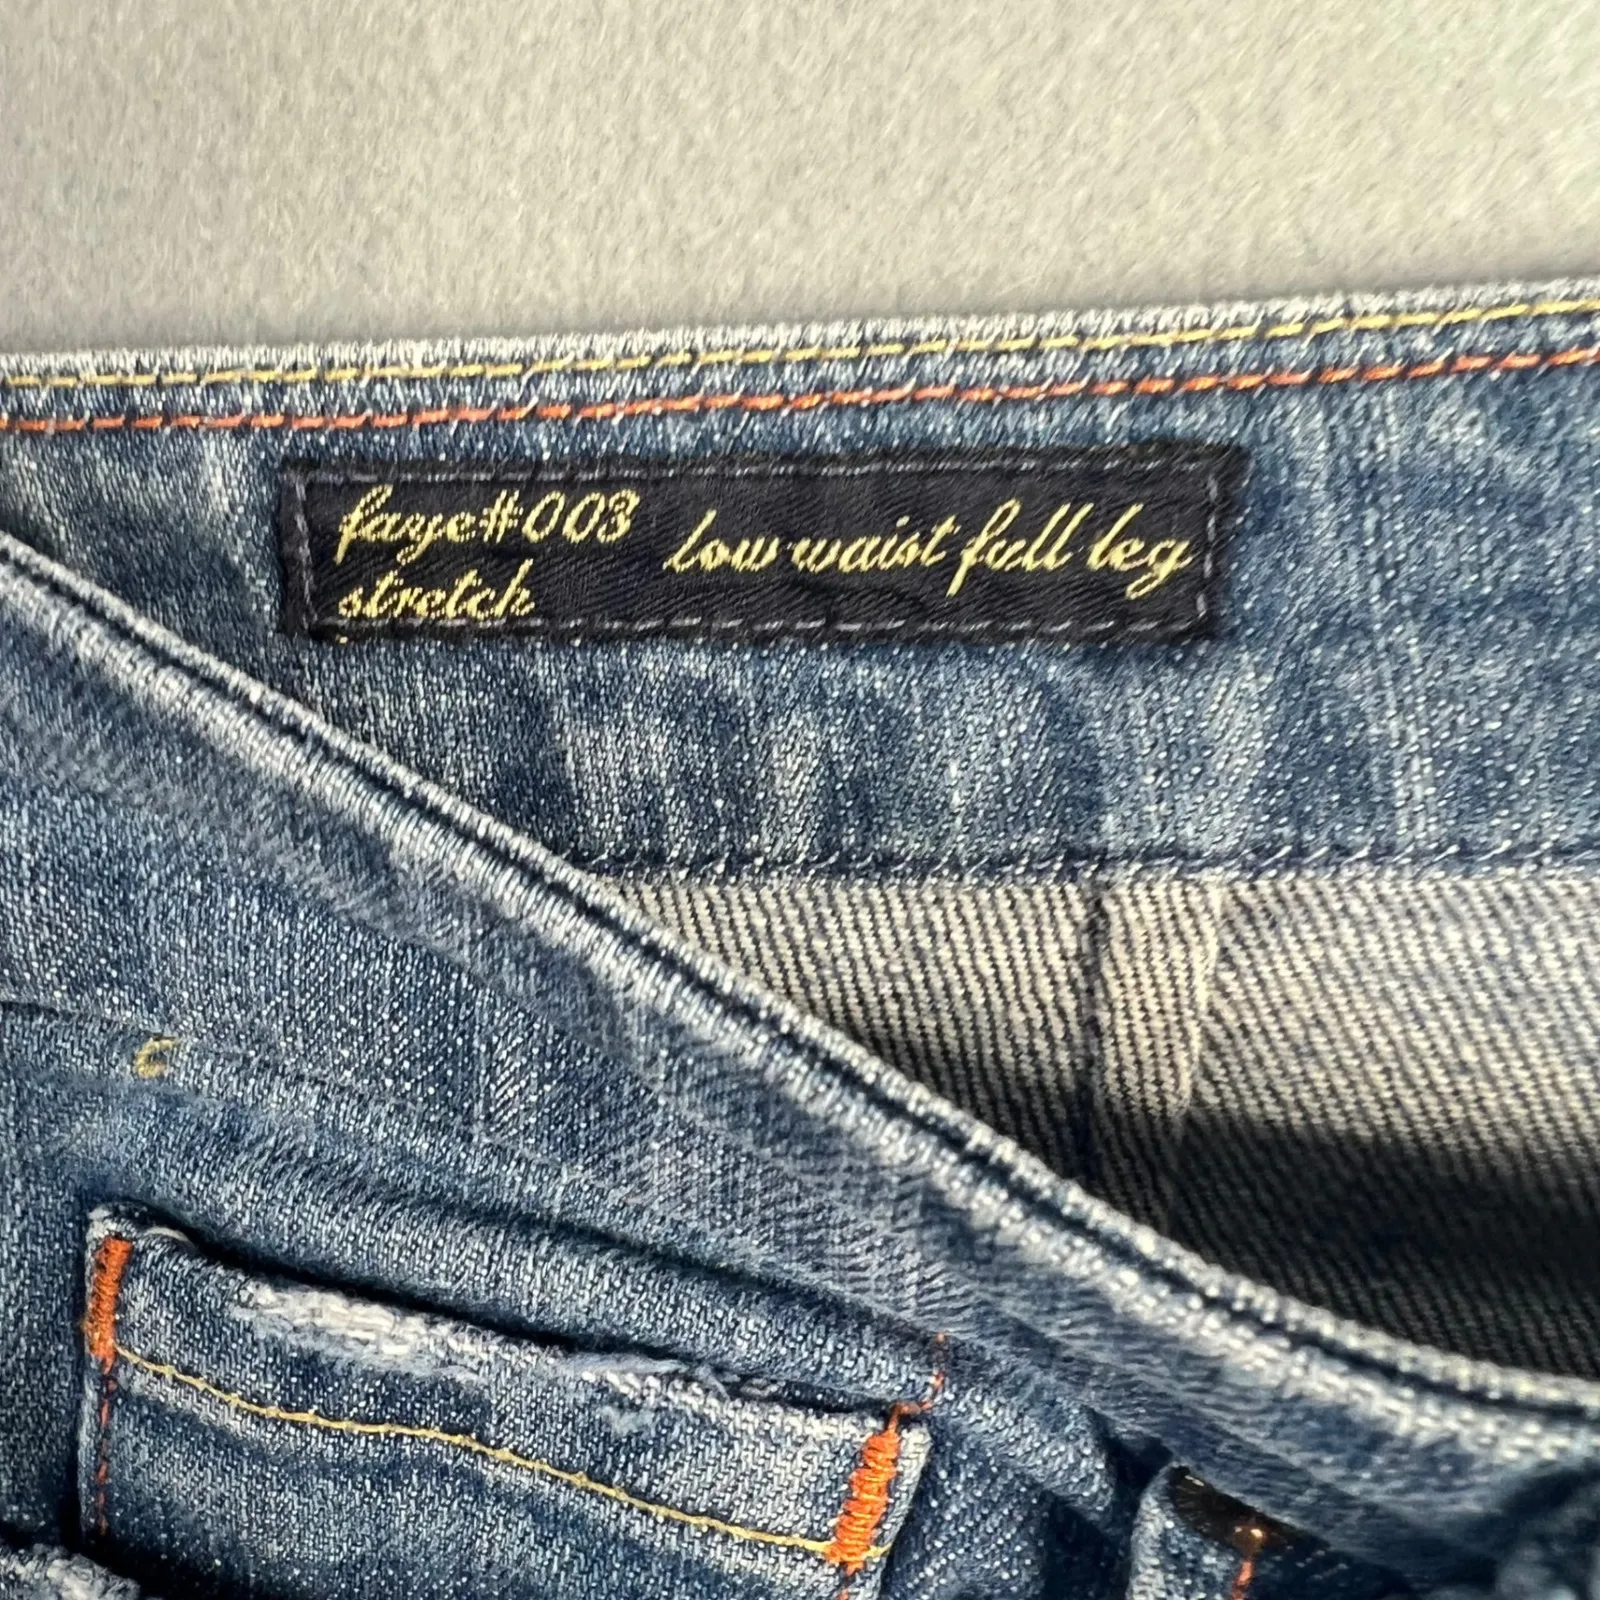 faye#003
stretch
Low waist full leg